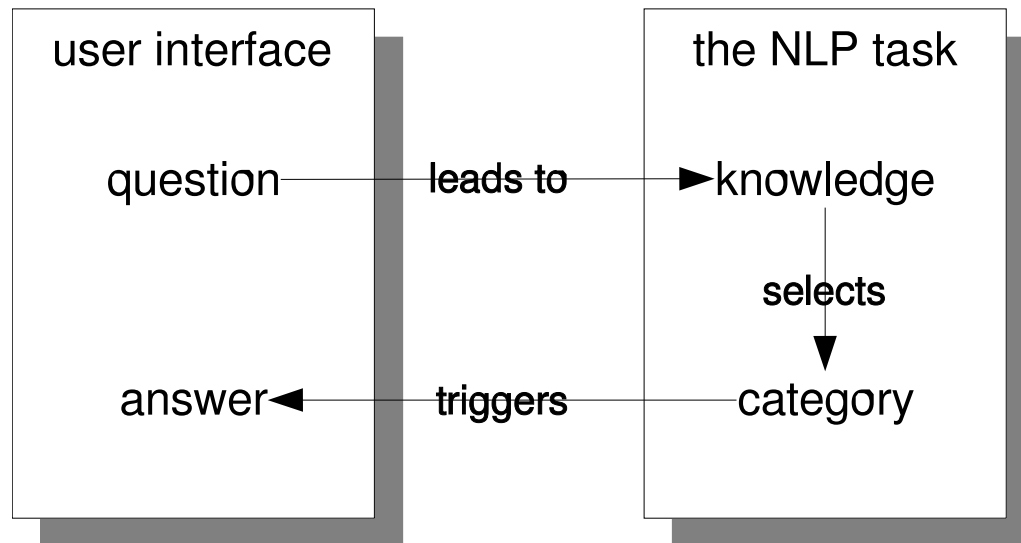 user interface
the NLP task
question
leads to
knowledge
selects
answer
triggers
category